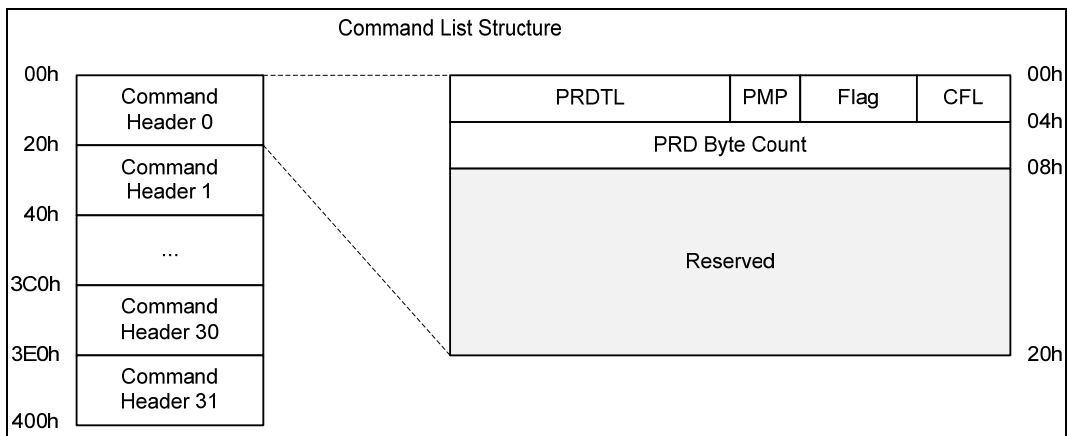 Command List Structure
00h
Command
Header 0
20h
Command
Header 1
40h
...
3C0h
Command
Header 30
3E0h
Command
Header 31
400h
PRDTL
PMP
Flag
CFL
00h
04h
PRD Byte Count
08h
Reserved
20h